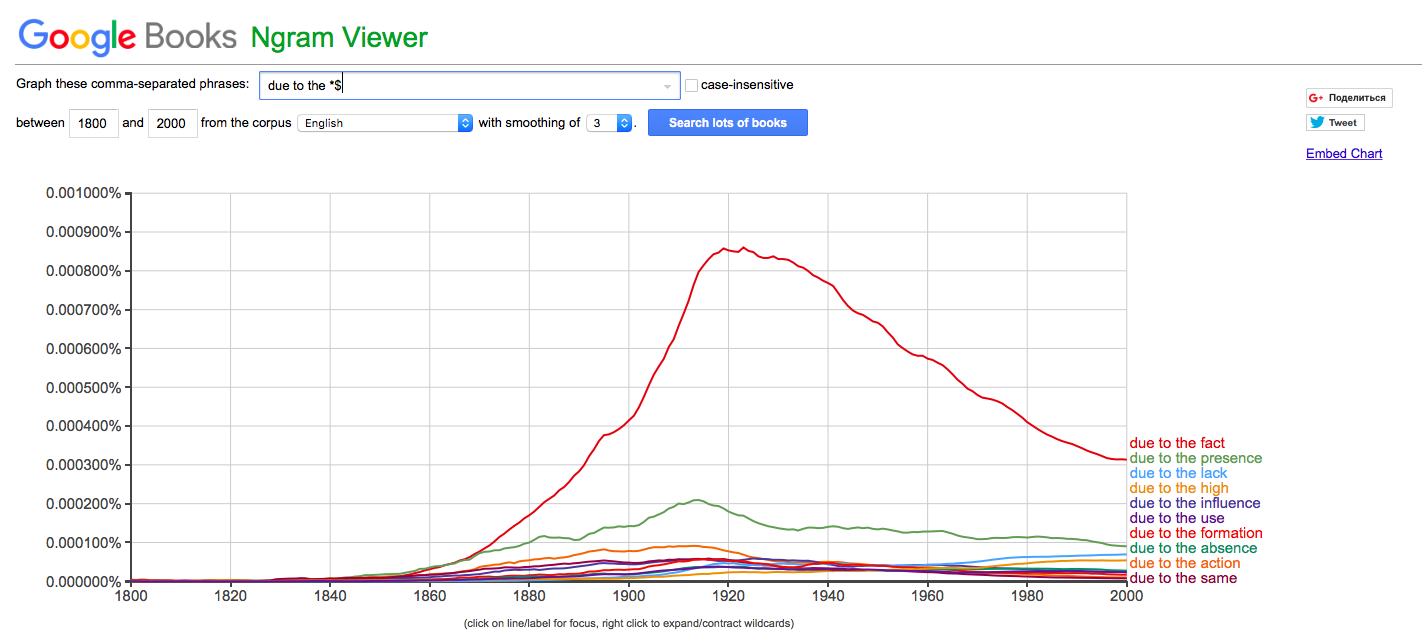 Google Books Ngram Viewer
Graph these comma-separated phrases: due to the *$ case-insensitive
between 1800 and 2000 from the corpus English with smoothing of 3 . Search lots of books
Поделиться
Tweet
Embed Chart
0.001000%
0.000900%
0.000800%
0.000700%
0.000600%
0.000500%
0.000400%
0.000300%
0.000200%
0.000100%
0.000000%
1800 1820 1840 1860 1880 1900 1920 1940 1960 1980 2000
due to the fact
due to the presence
due to the lack
due to the high
due to the influence
due to the use
due to the formation
due to the absence
due to the action
due to the same
(click on line/label for focus, right click to expand/contract wildcards)